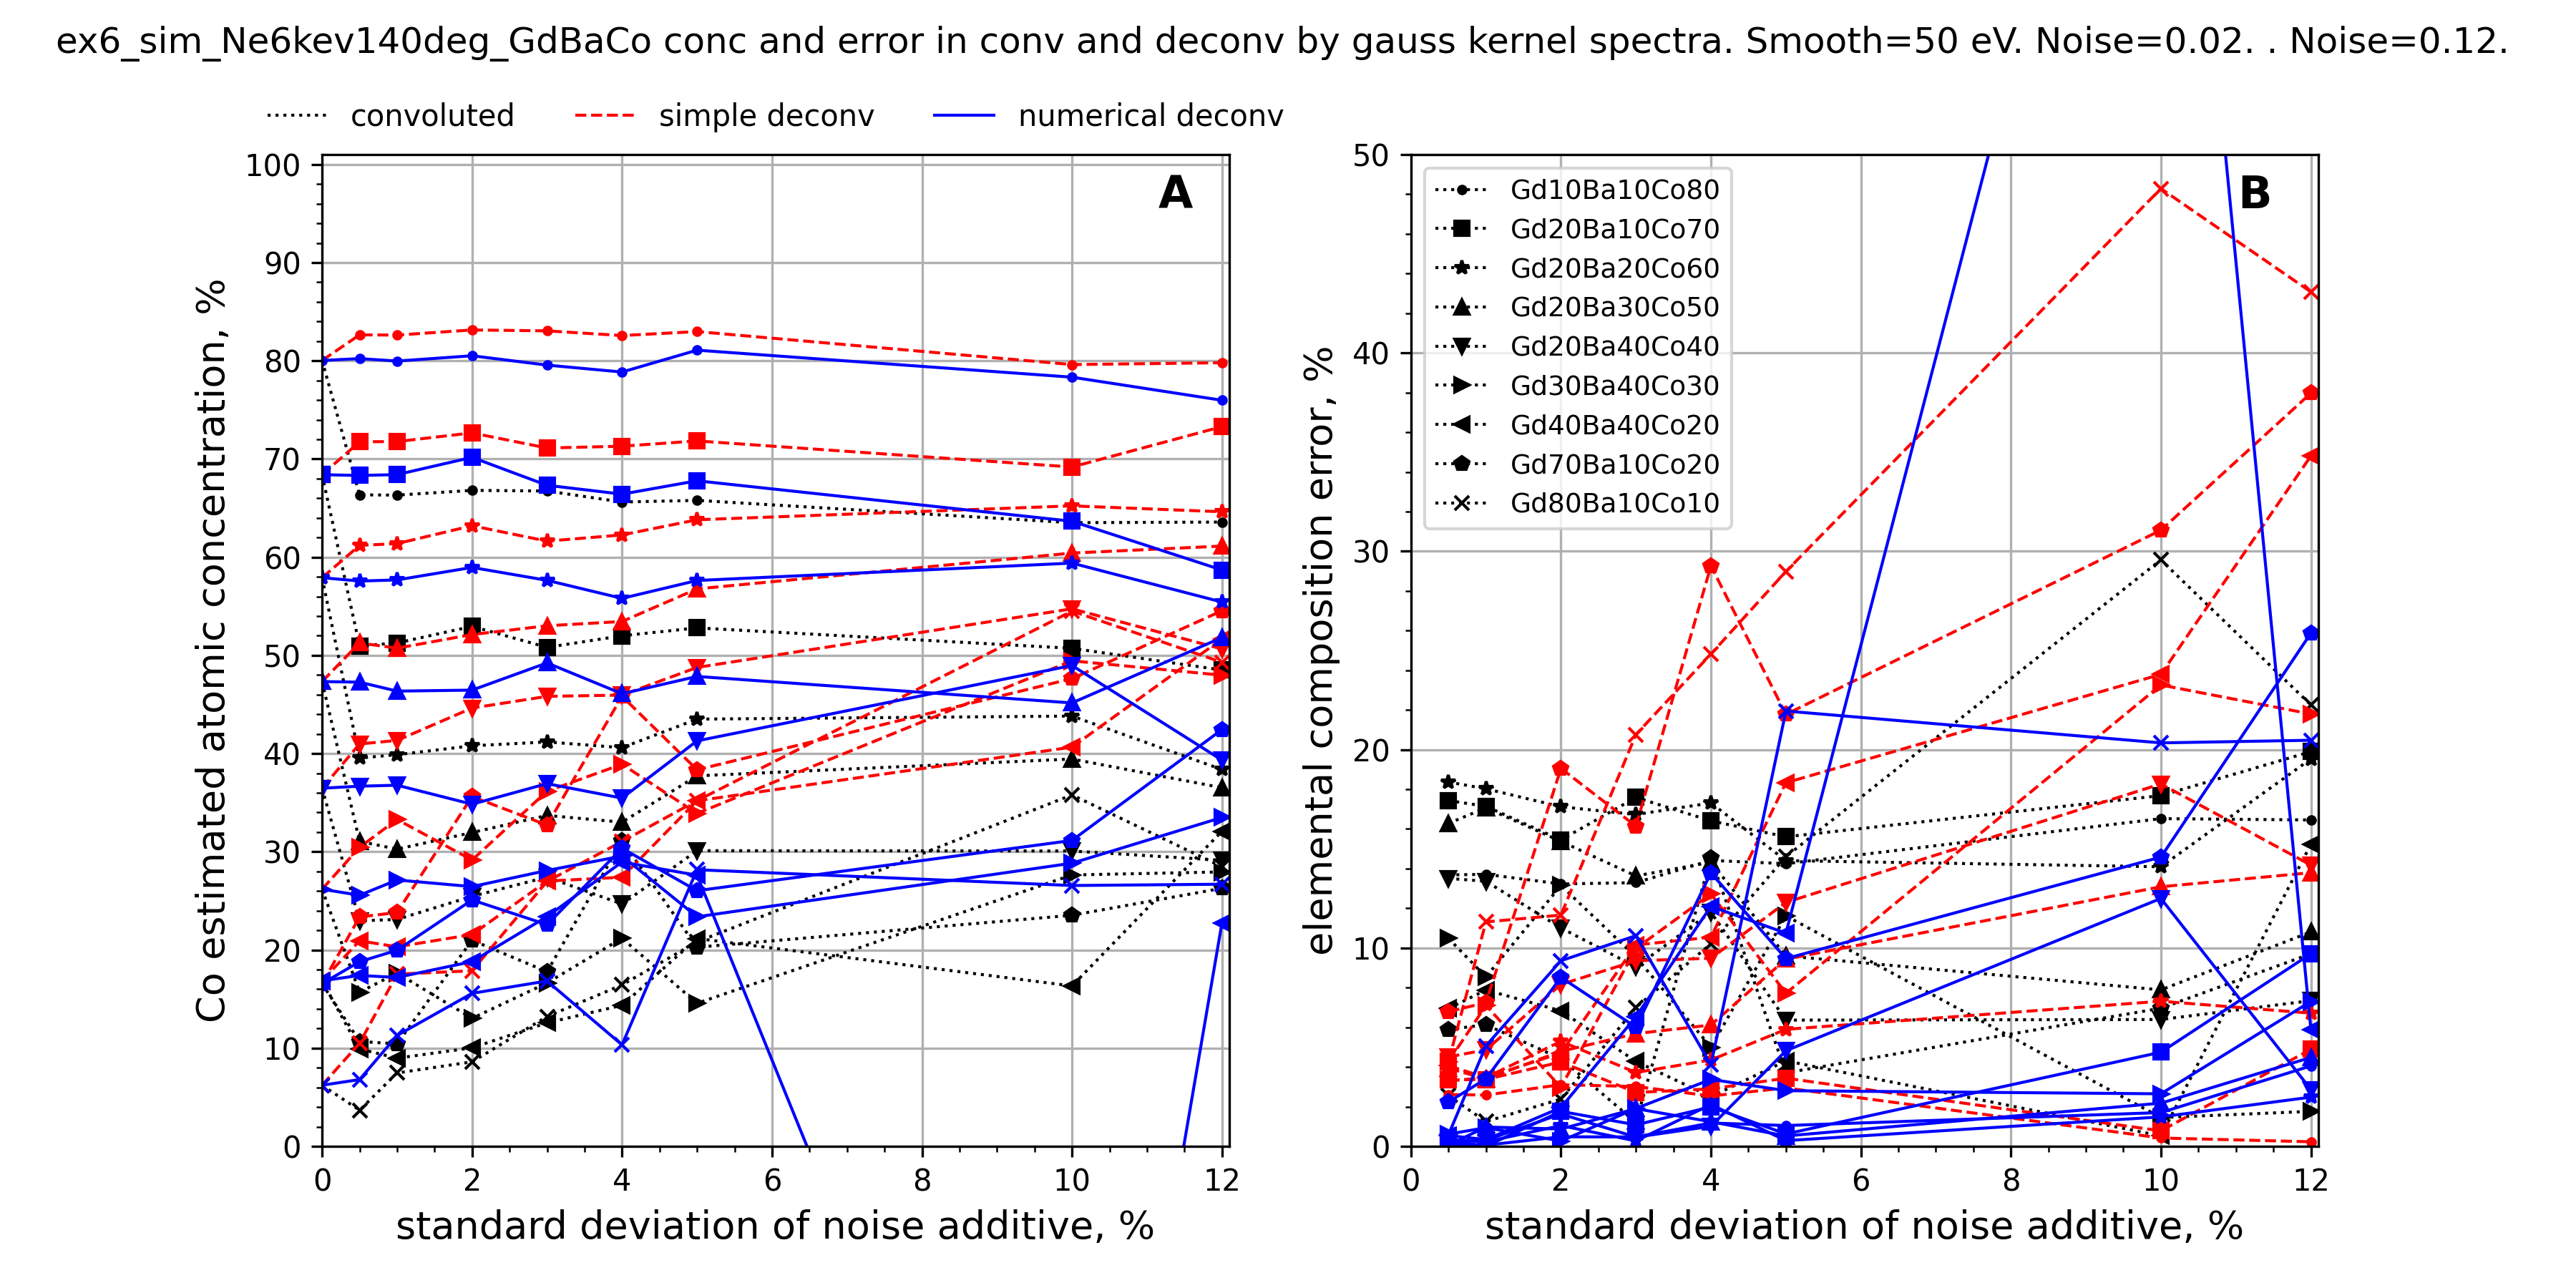 ex6_sim_Ne6kev140deg_GdBaCo conc and error in conv and deconv by gauss kernel spectra. Smooth=50 eV. Noise=0.02. . Noise=0.12.
convoluted simple deconv numerical deconv
A
100
90
80
70
60
50
40
30
20
10
0
0 2 4 6 8 10 12
Co estimated atomic concentration, %
standard deviation of noise additive, %
B
50
40
30
20
10
0
0 2 4 6 8 10 12
elemental composition error, %
standard deviation of noise additive, %
Gd10Ba10Co80
Gd20Ba10Co70
Gd20Ba20Co60
Gd20Ba30Co50
Gd20Ba40Co40
Gd30Ba40Co30
Gd40Ba40Co20
Gd70Ba10Co20
Gd80Ba10Co10